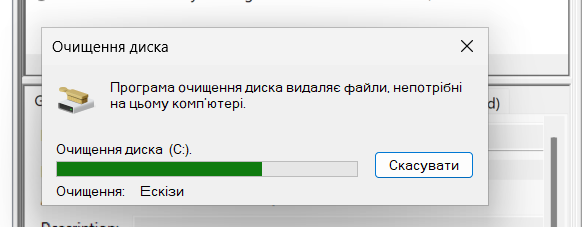 Очищення диска
Програма очищення диска видаляє файли, непотрібні
на цьому комп'ютері.
Очищення диска (C:).
Скасувати
Очищення: Ескізи